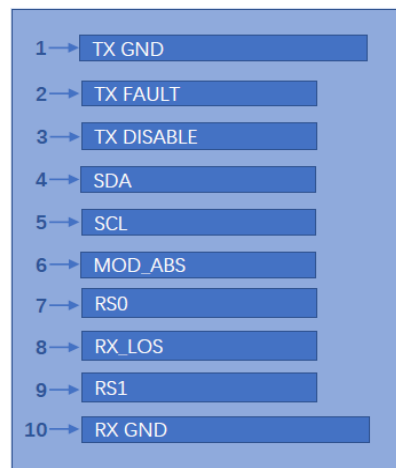 1 TX GND
2 TX FAULT
3 TX DISABLE
4 SDA
5 SCL
6 MOD_ABS
7 RS0
8 RX_LOS
9 RS1
10 RX GND